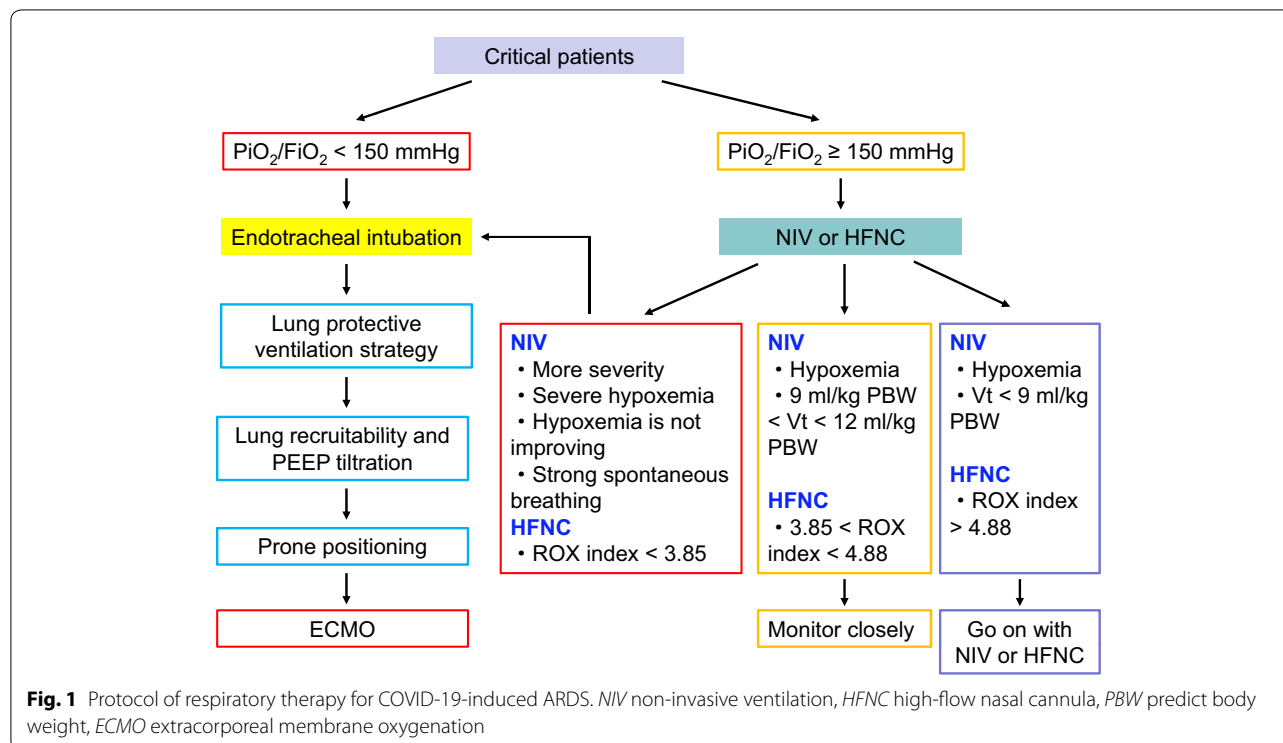 Critical patients
PiO₂/FiO₂ < 150 mmHg
PiO₂/FiO₂ ≥ 150 mmHg
Endotracheal intubation
NIV or HFNC
Lung protective
ventilation strategy
Lung recruitability and
PEEP tiltration
Prone positioning
ECMO
NIV
・More severity
・Severe hypoxemia
・Hypoxemia is not
improving
・Strong spontaneous
breathing
HFNC
・ROX index < 3.85
NIV
・Hypoxemia
・9 ml/kg PBW
< Vt < 12 ml/kg
PBW
HFNC
・3.85 < ROX
index < 4.88
Monitor closely
NIV
・Hypoxemia
・Vt < 9 ml/kg
PBW
HFNC
・ROX index
> 4.88
Go on with
NIV or HFNC
Fig. 1 Protocol of respiratory therapy for COVID-19-induced ARDS. NIV non-invasive ventilation, HFNC high-flow nasal cannula, PBW predict body
weight, ECMO extracorporeal membrane oxygenation